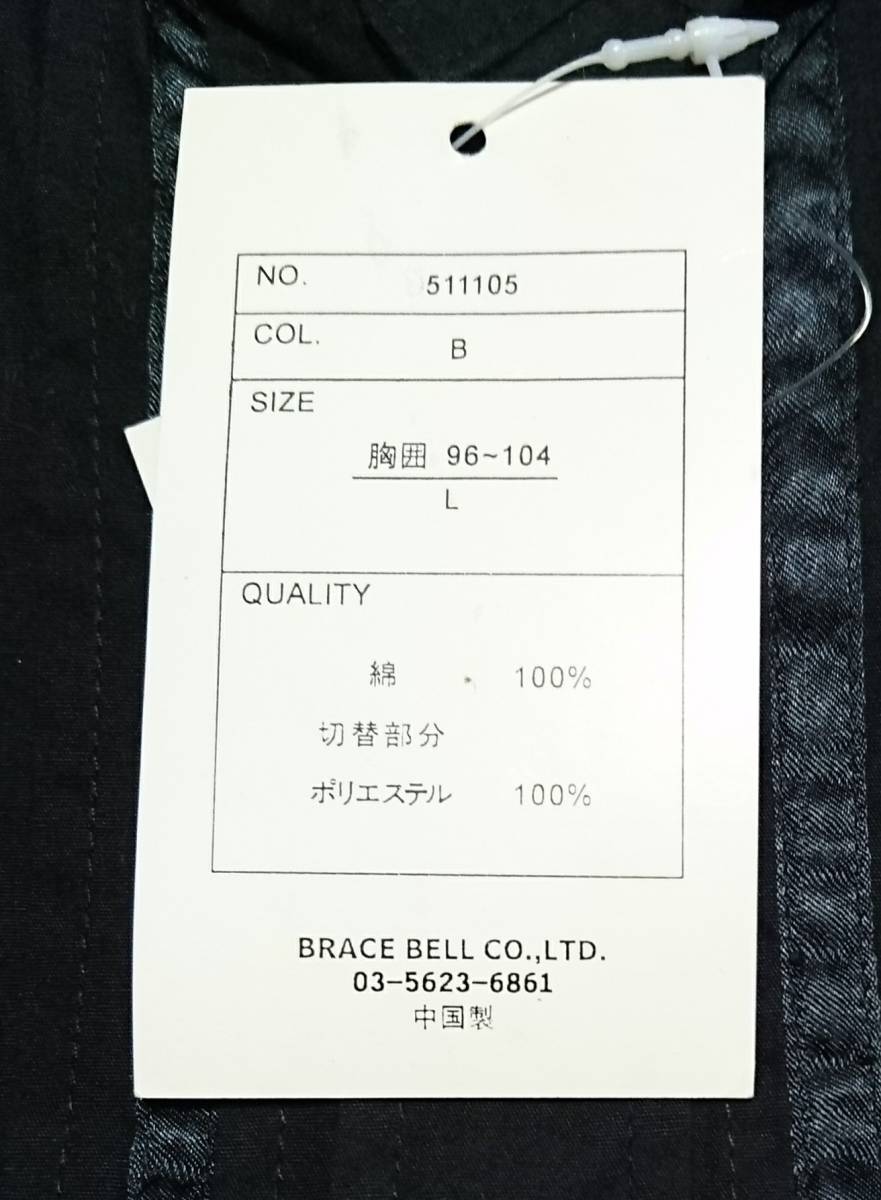 NO. 511105
COL. B
SIZE
胸囲 96~104
L
QUALITY
綿 100%
切替部分
ポリエステル 100%
BRACE BELL CO.,LTD.
03-5623-6861
中国製